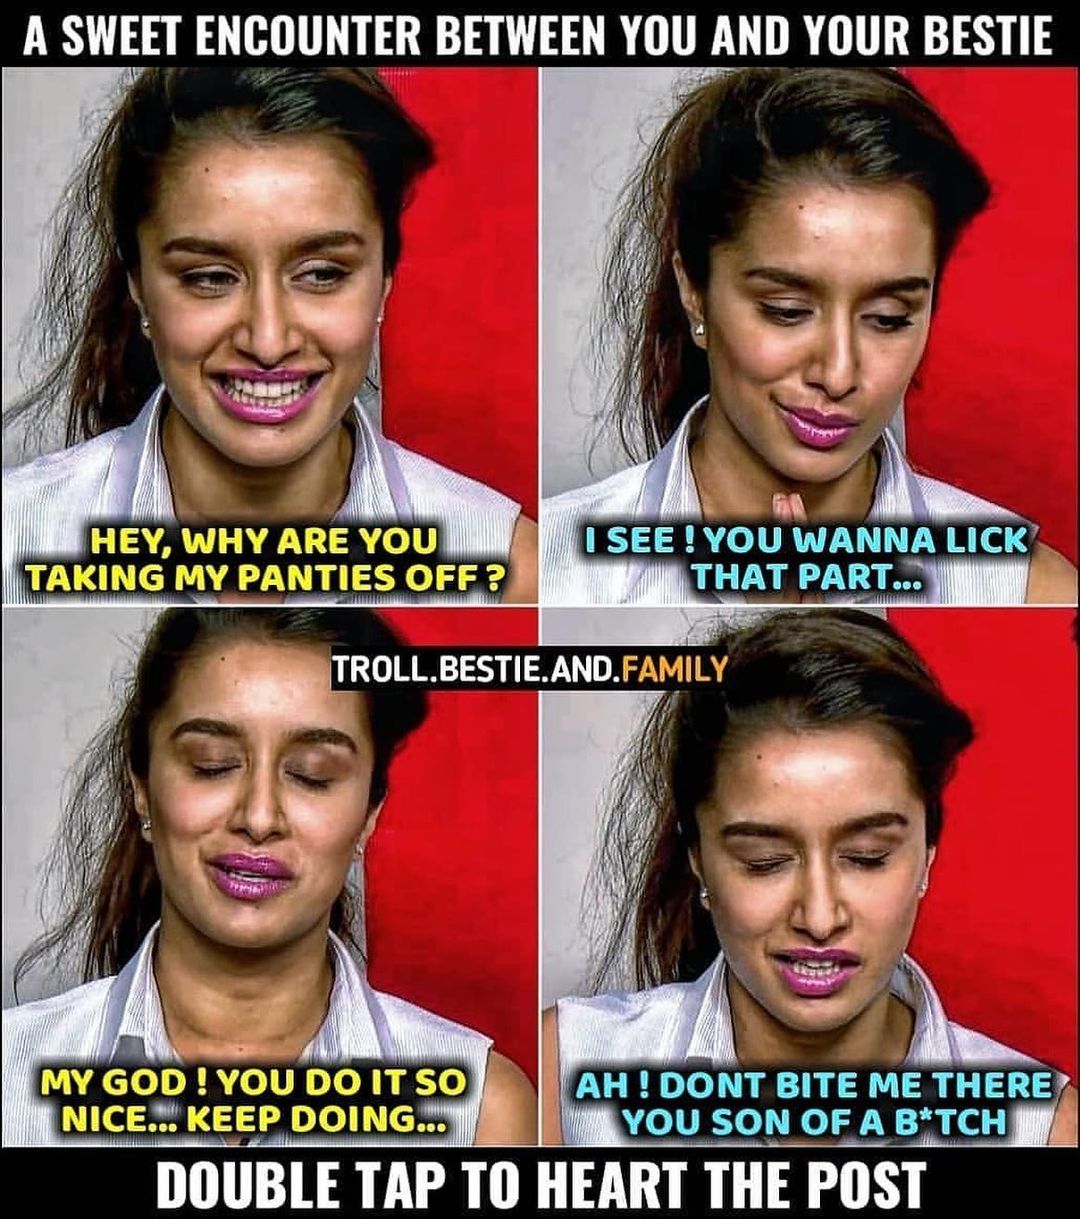 A SWEET ENCOUNTER BETWEEN YOU AND YOUR BESTIE
HEY, WHY ARE YOU
TAKING MY PANTIES OFF ?
I SEE ! YOU WANNA LICK
THAT PART...
TROLL.BESTIE.AND.FAMILY
MY GOD ! YOU DO IT SO
NICE... KEEP DOING...
AH ! DONT BITE ME THERE
YOU SON OF A B*TCH
DOUBLE TAP TO HEART THE POST